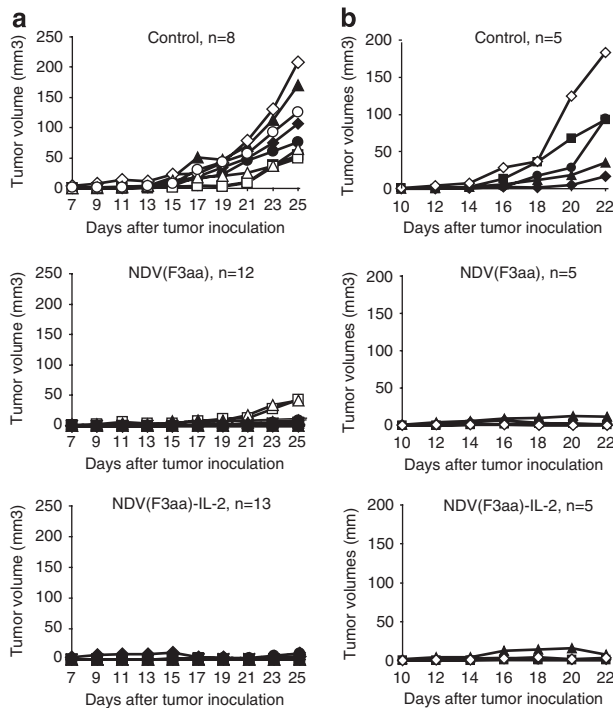 a
Control, n=8
Tumor volume (mm3)
250
200
150
100
50
0
7 9 11 13 15 17 19 21 23 25
Days after tumor inoculation
NDV(F3aa), n=12
Tumor volume (mm3)
250
200
150
100
50
0
7 9 11 13 15 17 19 21 23 25
Days after tumor inoculation
NDV(F3aa)-IL-2, n=13
Tumor volume (mm3)
250
200
150
100
50
0
7 9 11 13 15 17 19 21 23 25
Days after tumor inoculation
b
Control, n=5
Tumor volumes (mm3)
200
150
100
50
0
10 12 14 16 18 20 22
Days after tumor inoculation
NDV(F3aa), n=5
Tumor volumes (mm3)
200
150
100
50
0
10 12 14 16 18 20 22
Days after tumor inoculation
NDV(F3aa)-IL-2, n=5
Tumor volumes (mm)
200
150
100
50
0
10 12 14 16 18 20 22
Days after tumor inoculation